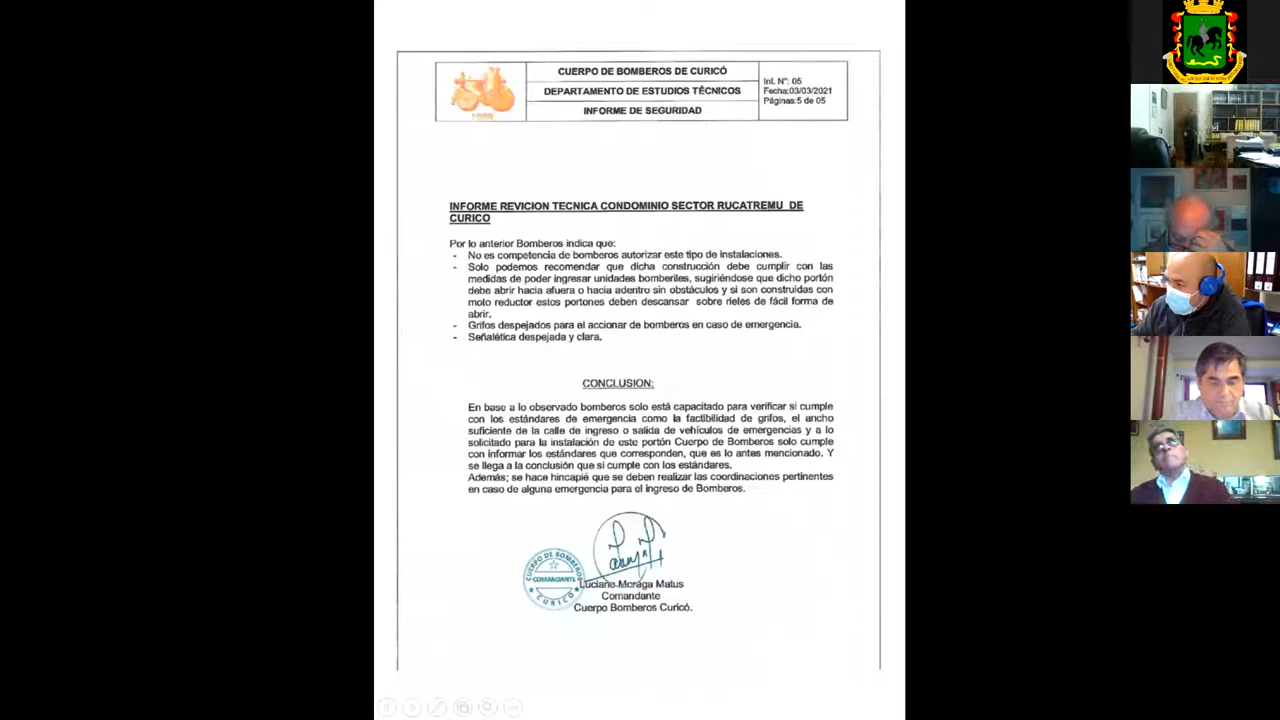 CUERPO DE BOMBEROS DE CURICÓ
DEPARTAMENTO DE ESTUDIOS TÉCNICOS
INFORME DE SEGURIDAD
Inf. N°: 05
Fecha:03/03/2021
Páginas:5 de 05
INFORME REVICION TECNICA CONDOMINIO SECTOR RUCATREMU DE
CURICO
Por lo anterior Bomberos indica que:
- No es competencia de bomberos autorizar este tipo de instalaciones.
- Solo podemos recomendar que dicha construcción debe cumplir con las
medidas de poder ingresar unidades bomberiles, sugiriéndose que dicho portón
debe abrir hacia afuera o hacia adentro sin obstáculos y si son construidas con
moto reductor estos portones deben descansar sobre rieles de fácil forma de
abrir.
- Grifos despejados para el accionar de bomberos en caso de emergencia.
- Señalética despejada y clara.
CONCLUSION:
En base a lo observado bomberos solo está capacitado para verificar si cumple
con los estándares de emergencia como la factibilidad de grifos, el ancho
suficiente de la calle de ingreso o salida de vehículos de emergencias y a lo
solicitado para la instalación de este portón Cuerpo de Bomberos solo cumple
con informar los estándares que corresponden, que es lo antes mencionado. Y
se llega a la conclusión que si cumple con los estándares.
Además; se hace hincapié que se deben realizar las coordinaciones pertinentes
en caso de alguna emergencia para el ingreso de Bomberos.
CUERPO DE BOMBEROS
COMANDANTE
CURICO
Luciano Moraga Matus
Comandante
Cuerpo Bomberos Curicó.